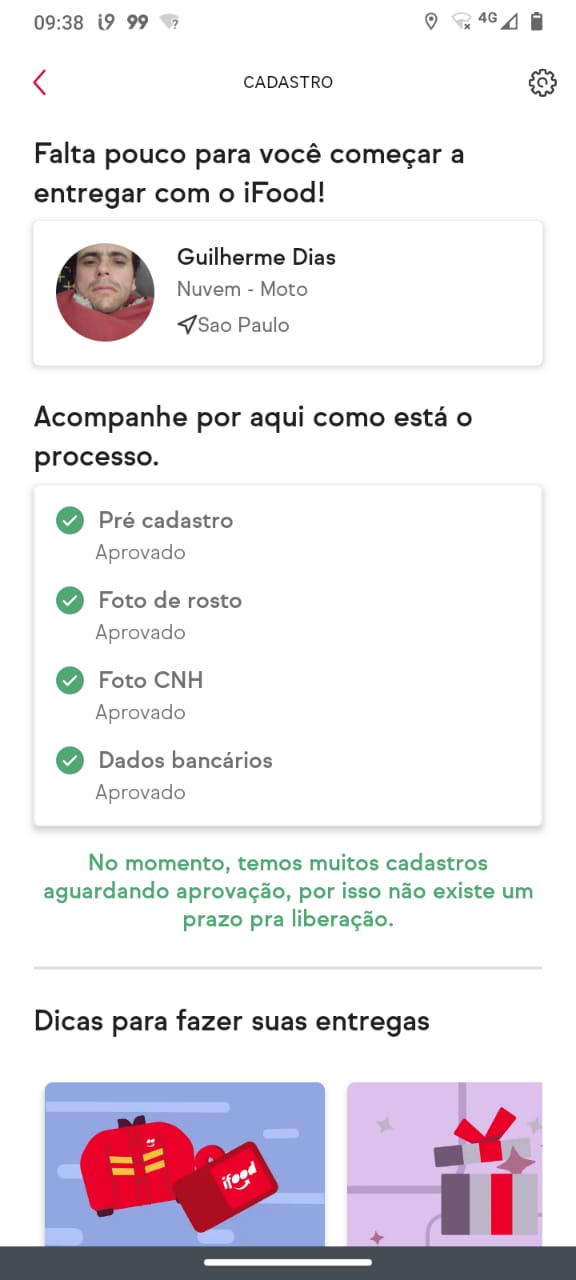 09:38 i9 99 ? 4G
CADASTRO
Falta pouco para você começar a
entregar com o iFood!
Guilherme Dias
Nuvem - Moto
Sao Paulo
Acompanhe por aqui como está o
processo.
Pré cadastro
Aprovado
Foto de rosto
Aprovado
Foto CNH
Aprovado
Dados bancários
Aprovado
No momento, temos muitos cadastros
aguardando aprovação, por isso não existe um
prazo pra liberação.
Dicas para fazer suas entregas
ifood